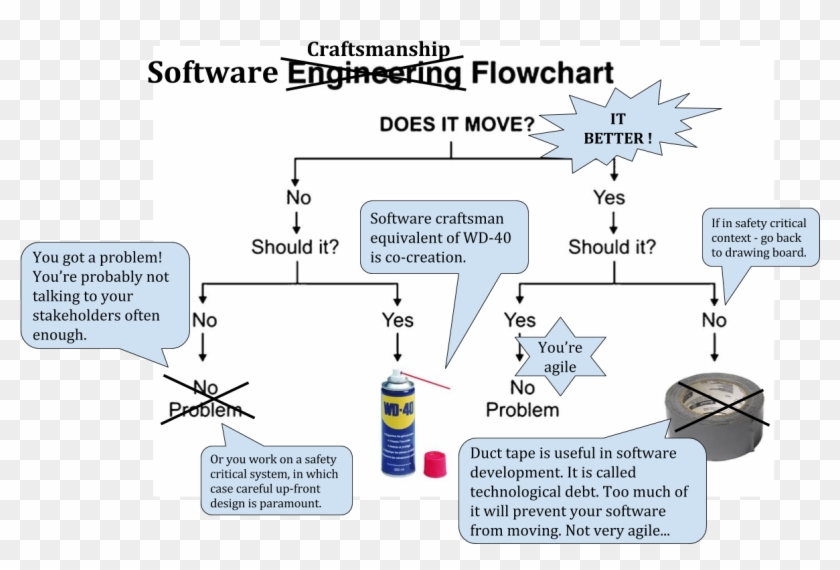 Craftsmanship
Software Engineering Flowchart
DOES IT MOVE?
IT
BETTER !
No
Yes
Should it?
Should it?
Software craftsman
equivalent of WD-40
is co-creation.
If in safety critical
context - go back
to drawing board.
You got a problem!
You're probably not
talking to your
stakeholders often
enough.
No
Yes
Yes
No
You're
agile
No
Problem
WD-40
No
Problem
Or you work on a safety
critical system, in which
case careful up-front
design is paramount.
Duct tape is useful in software
development. It is called
technological debt. Too much of
it will prevent your software
from moving. Not very agile...